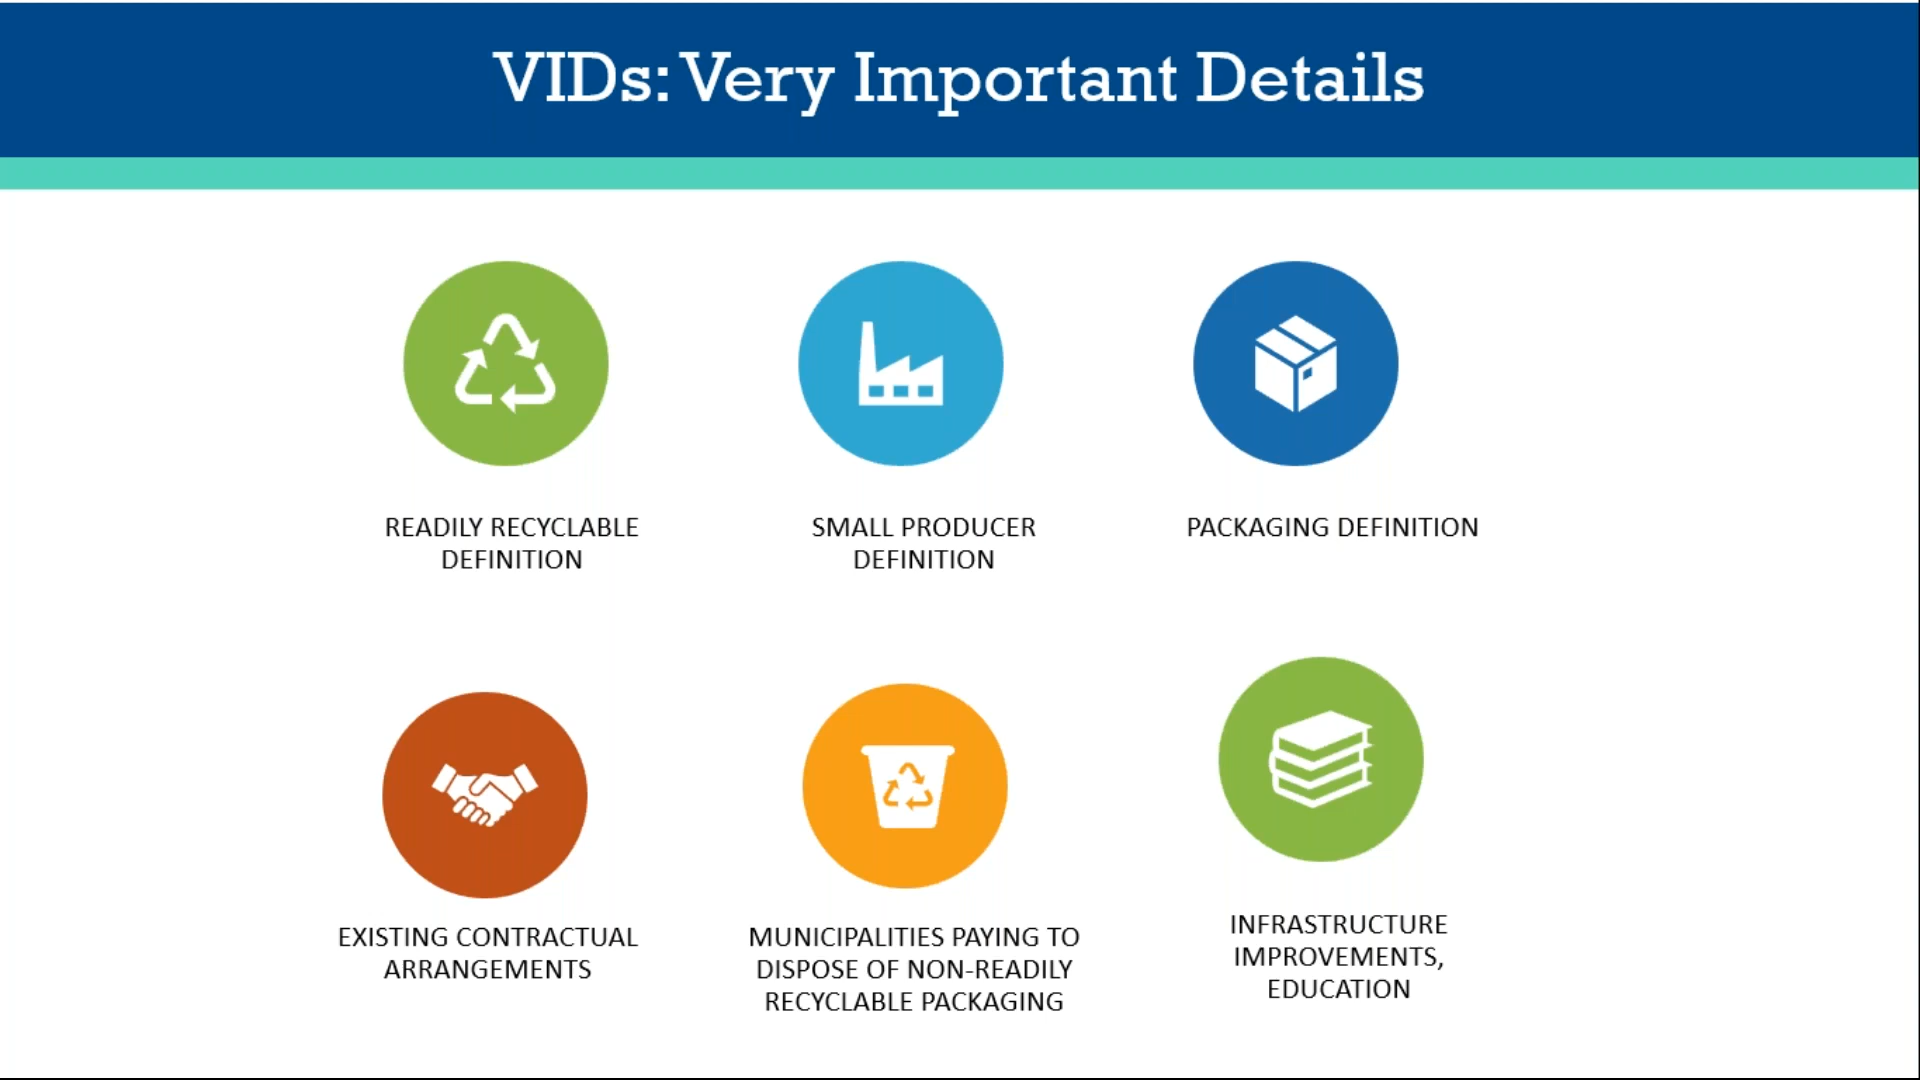 VIDs: Very Important Details
READILY RECYCLABLE
DEFINITION
SMALL PRODUCER
DEFINITION
PACKAGING DEFINITION
EXISTING CONTRACTUAL
ARRANGEMENTS
MUNICIPALITIES PAYING TO
DISPOSE OF NON-READILY
RECYCLABLE PACKAGING
INFRASTRUCTURE
IMPROVEMENTS,
EDUCATION